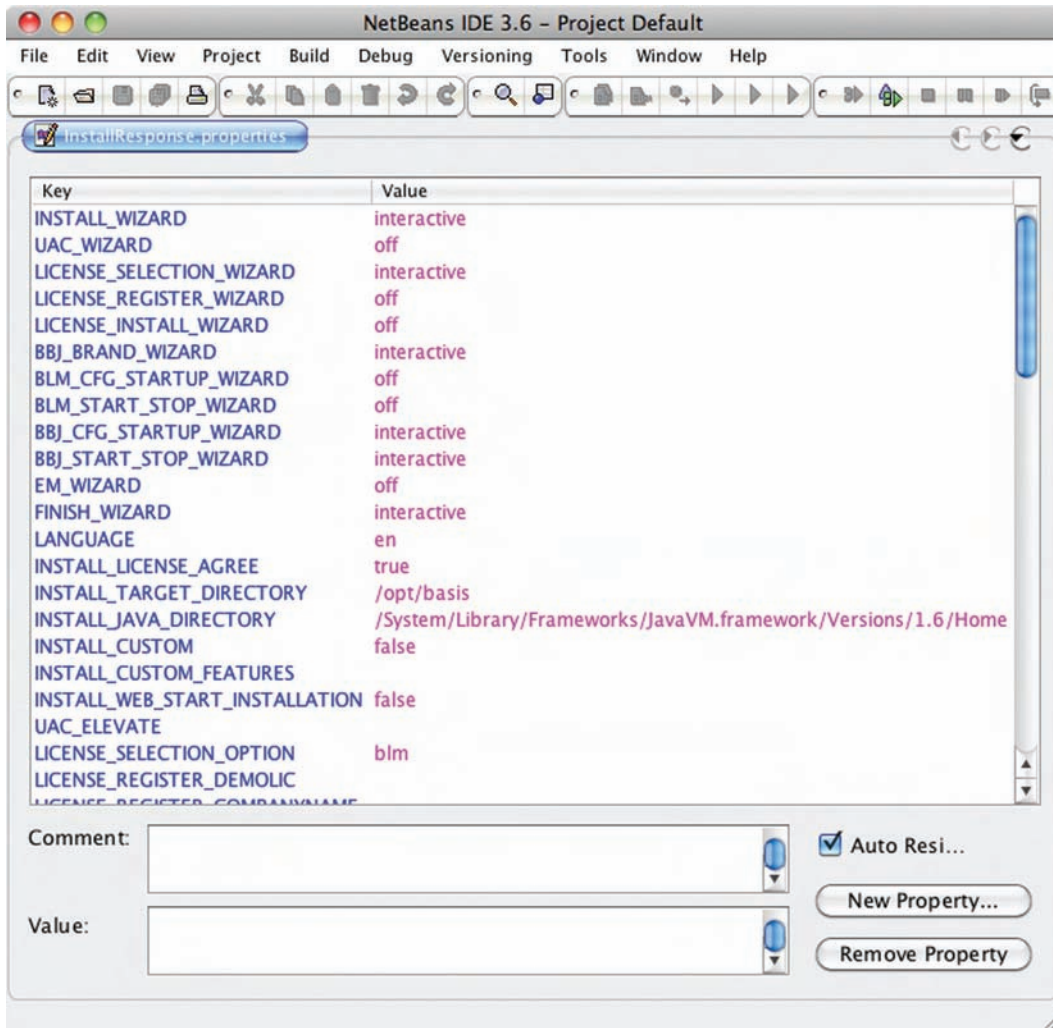 NetBeans IDE 3.6 – Project Default
File Edit View Project Build Debug Versioning Tools Window Help
InstallResponse.properties
Key Value
INSTALL_WIZARD interactive
UAC_WIZARD off
LICENSE_SELECTION_WIZARD interactive
LICENSE_REGISTER_WIZARD off
LICENSE_INSTALL_WIZARD off
BBJ_BRAND_WIZARD interactive
BLM_CFG_STARTUP_WIZARD off
BLM_START_STOP_WIZARD off
BBJ_CFG_STARTUP_WIZARD interactive
BBJ_START_STOP_WIZARD interactive
EM_WIZARD off
FINISH_WIZARD interactive
LANGUAGE en
INSTALL_LICENSE_AGREE true
INSTALL_TARGET_DIRECTORY /opt/basis
INSTALL_JAVA_DIRECTORY /System/Library/Frameworks/JavaVM.framework/Versions/1.6/Home
INSTALL_CUSTOM false
INSTALL_CUSTOM_FEATURES
INSTALL_WEB_START_INSTALLATION false
UAC_ELEVATE
LICENSE_SELECTION_OPTION blm
LICENSE_REGISTER_DEMOLIC
LICENSE_REGISTER_COMPANYNAME
Comment:
Auto Resi...
New Property...
Value:
Remove Property